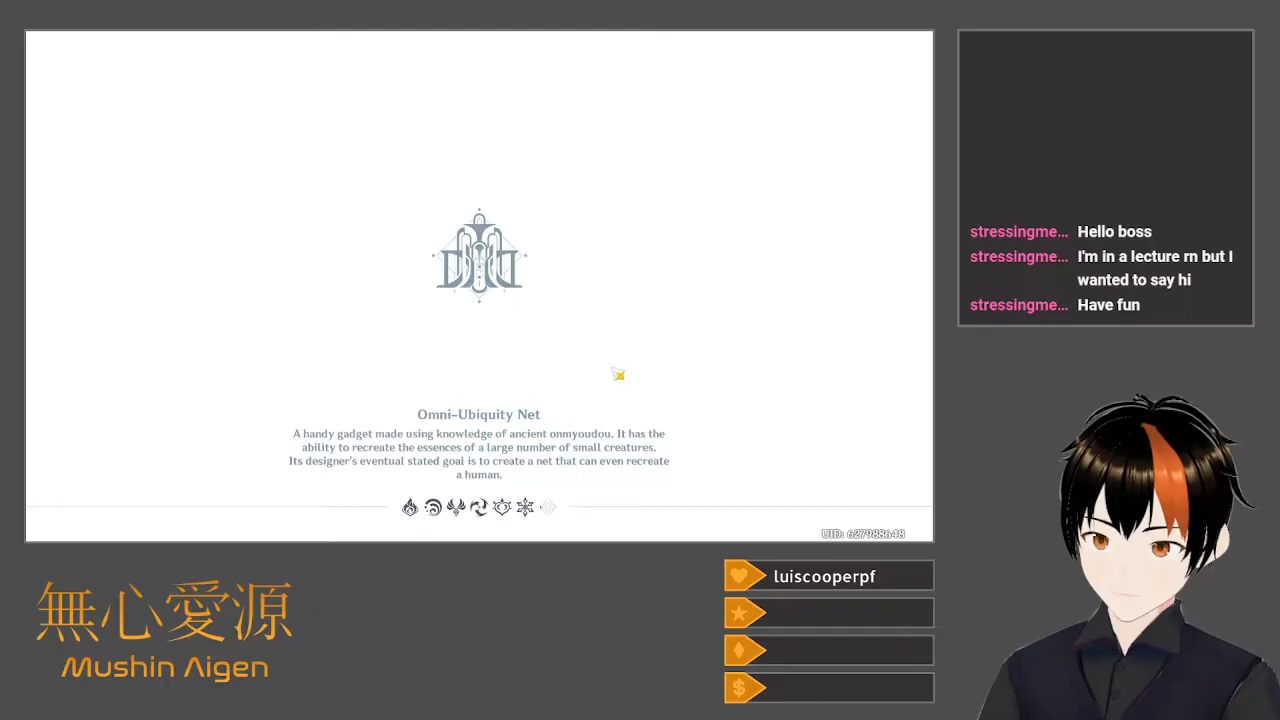 stressingme... Hello boss
stressingme... I'm in a lecture rn but I
wanted to say hi
stressingme... Have fun
Omni-Ubiquity Net
A handy gadget made using knowledge of ancient onmyoudou. It has the
ability to recreate the essences of a large number of small creatures.
Its designer's eventual stated goal is to create a net that can even recreate
a human.
UID: 627988648
luiscooperpf
無心愛源
Mushin Aigen